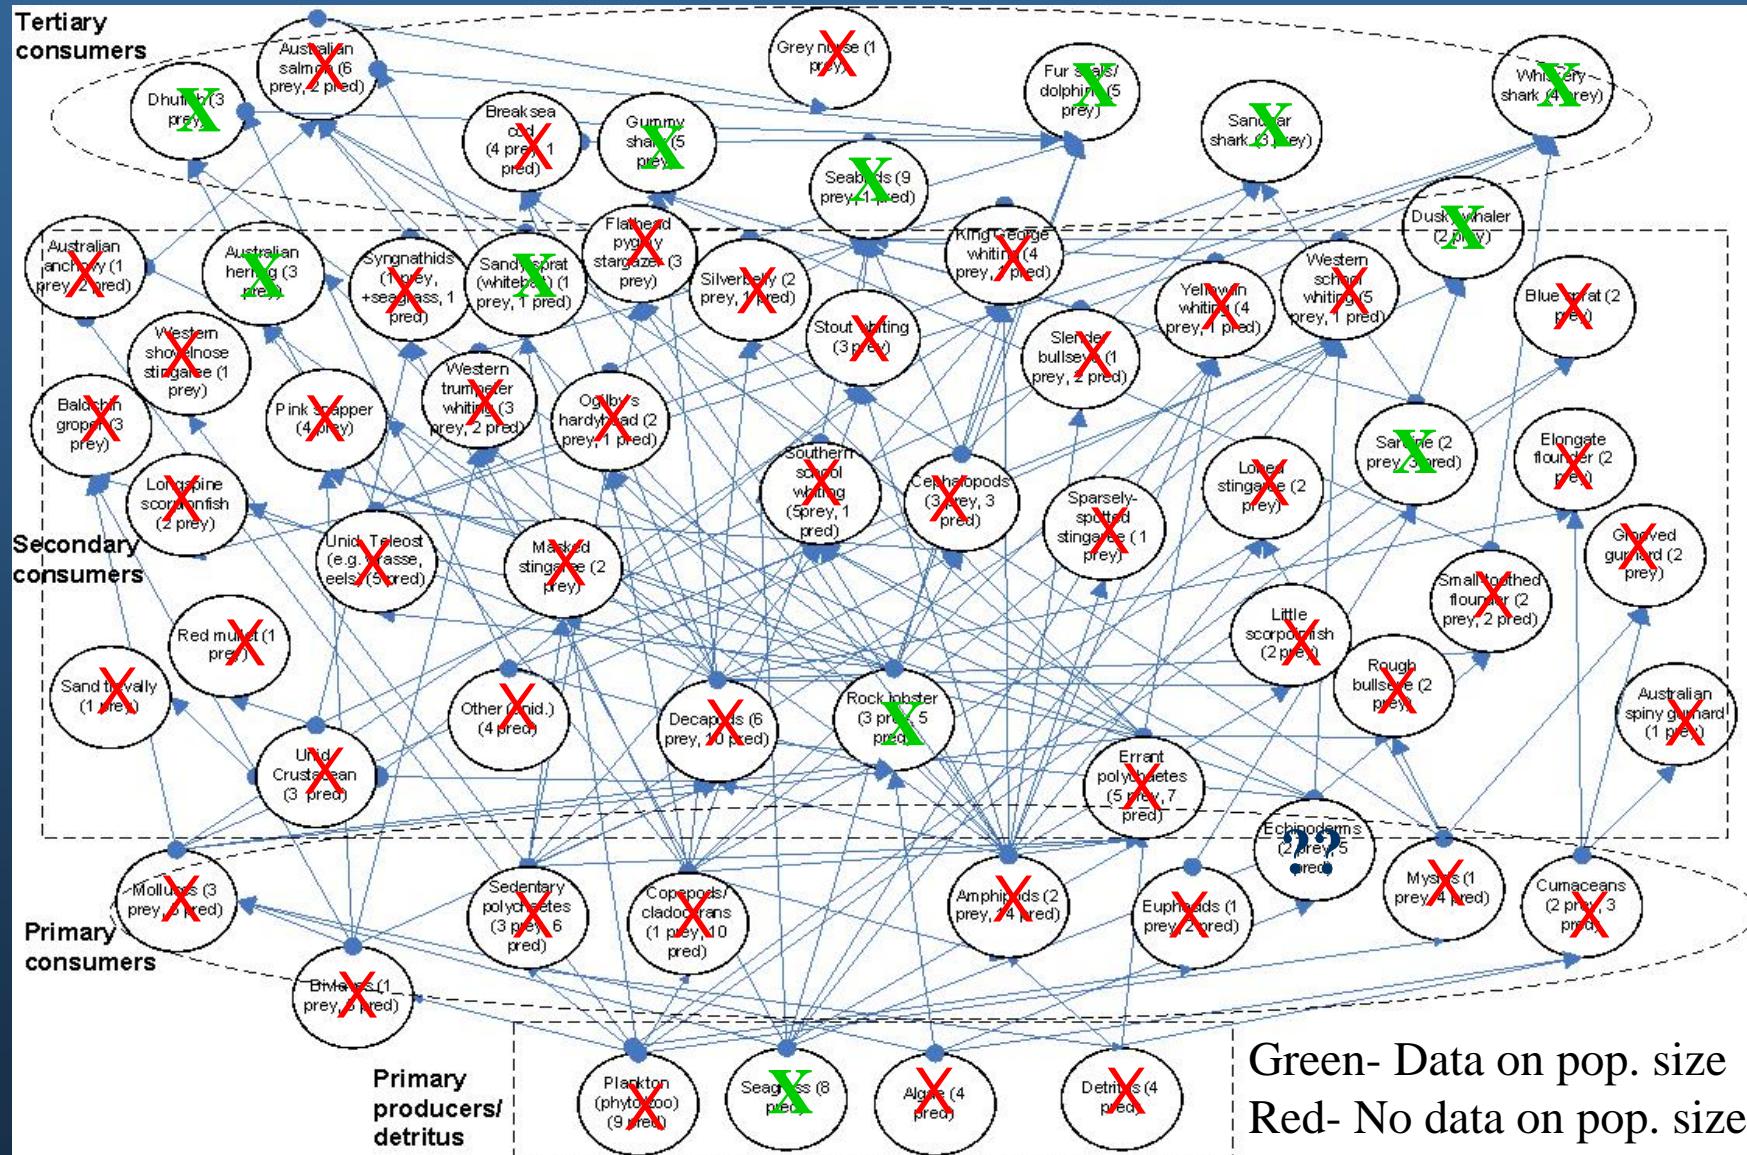 Tertiary
consumers
Australian
salmon (6
prey, 2 pred)
Grey nurse (1
prey)
Fur seals/
dolphins (5
prey)
Whiskery
shark (4 prey)
Dhufish (3
prey)
Breaksea
cod
(4 prey, 1
pred)
Gummy
shark (5
prey)
Sandbar
shark (3 prey)
Seabirds (9
prey, 1 pred)
Australian
anchovy (1
prey, 2 pred)
Australian
herring (3
prey)
Syngnathids
(1 prey,
+seagrass, 1
pred)
Sandy sprat
(whitebait) (1
prey, 1 pred)
Flathead
pygmy
stargazer (3
prey)
Silverbelly (2
prey, 1 pred)
King George
whiting (4
prey, 1 pred)
Yellowfin
whiting (4
prey, 1 pred)
Western
school
whiting (5
prey, 1 pred)
Dusky whaler
(2 prey)
Blue sprat (2
prey)
Western
shovelnose
stingaree (1
prey)
Stout whiting
(3 prey)
Slender
bullseye (1
prey, 2 pred)
Baldchin
groper (3
prey)
Pink snapper
(4 prey)
Western
trumpeter
whiting (3
prey, 2 pred)
Ogilby's
hardyhead (2
prey, 1 pred)
Sardine (2
prey, 3 pred)
Elongate
flounder (2
prey)
Longspine
scorpionfish
(2 prey)
Southern
school
whiting
(5prey, 1
pred)
Cephalopods
(3 prey, 3
pred)
Sparsely-
spotted
stingaree (1
prey)
Lobed
stingaree (2
prey)
Grooved
gurnard (2
prey)
Secondary
consumers
Unid. Teleost
(e.g. wrasse,
eels) (5 pred)
Masked
stingaree (2
prey)
Small toothed
flounder (2
prey, 2 pred)
Red mullet (1
prey)
Little
scorpionfish
(2 prey)
Sand trevally
(1 prey)
Other (unid.)
(4 pred)
Decapods (6
prey, 10 pred)
Rock lobster
(3 prey, 5
pred)
Rough
bullseye (2
prey)
Australian
spiny gurnard
(1 prey)
Unid.
Crustacean
(3 pred)
Errant
polychaetes
(5 prey, 7
pred)
Echinoderms
(2 prey, 5
pred)
??
Molluscs (3
prey, pred)
Sedentary
polychaetes
(3 prey, 6
pred)
Copepods/
cladocerans
(1 prey, 10
pred)
Amphipods (2
prey, 14 pred)
Euphasids (1
prey, 2 pred)
Mysids (1
prey, 4 pred)
Cumaceans
(2 prey, 3
pred)
Primary
consumers
Bivalves (1
prey, pred)
Primary
producers/
detritus
Plankton
(phyto/zoo)
(9 pred)
Seagrass (8
pred)
Algae (4
pred)
Detritus (4
pred)
Green- Data on pop. size
Red- No data on pop. size